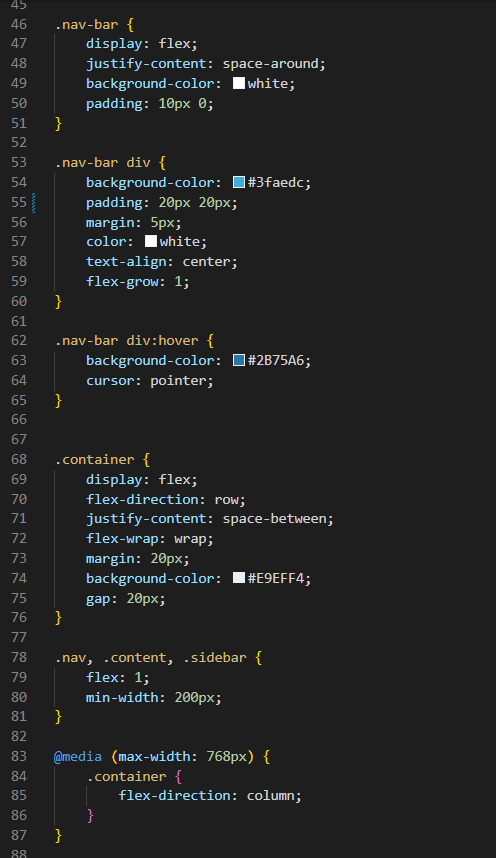 45
46 .nav-bar {
47     display: flex;
48     justify-content: space-around;
49     background-color: white;
50     padding: 10px 0;
51 }
52
53 .nav-bar div {
54     background-color: #3faedc;
55     padding: 20px 20px;
56     margin: 5px;
57     color: white;
58     text-align: center;
59     flex-grow: 1;
60 }
61
62 .nav-bar div:hover {
63     background-color: #2B75A6;
64     cursor: pointer;
65 }
66
67
68 .container {
69     display: flex;
70     flex-direction: row;
71     justify-content: space-between;
72     flex-wrap: wrap;
73     margin: 20px;
74     background-color: #E9EFF4;
75     gap: 20px;
76 }
77
78 .nav, .content, .sidebar {
79     flex: 1;
80     min-width: 200px;
81 }
82
83 @media (max-width: 768px) {
84     .container {
85         flex-direction: column;
86     }
87 }
88